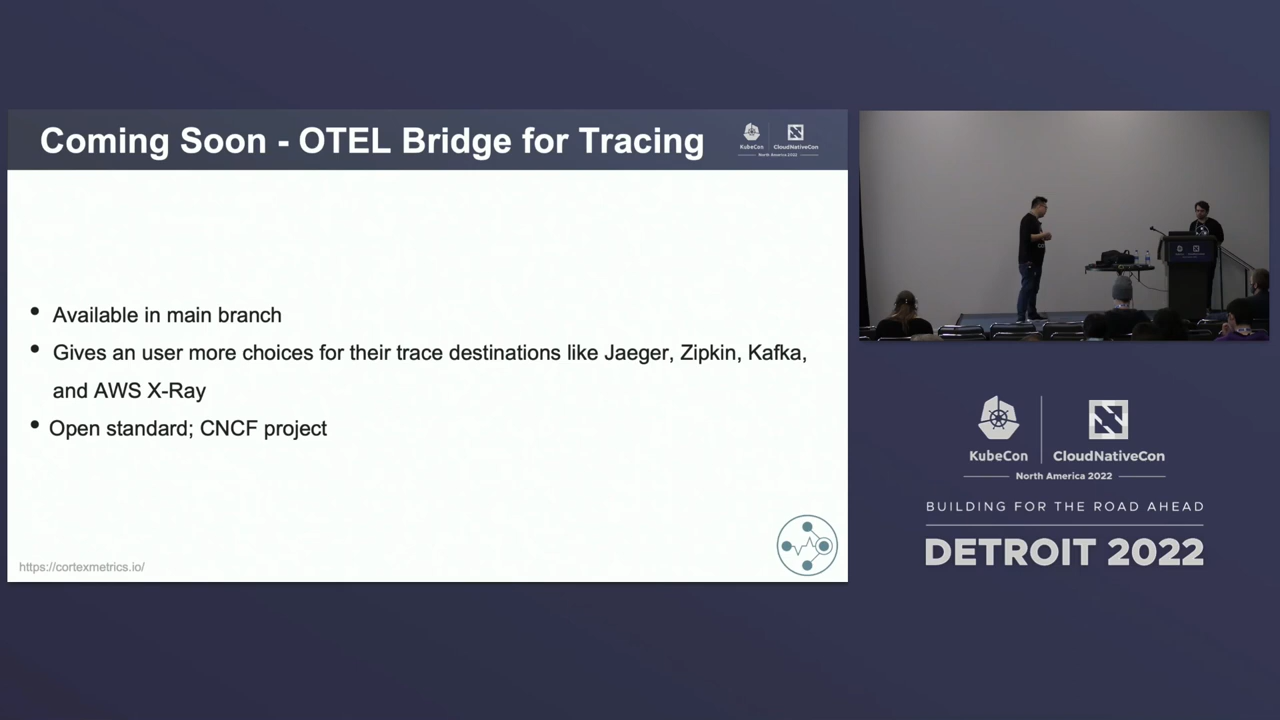 Coming Soon - OTEL Bridge for Tracing
KubeCon
CloudNativeCon
North America 2022
• Available in main branch
• Gives an user more choices for their trace destinations like Jaeger, Zipkin, Kafka,
and AWS X-Ray
• Open standard; CNCF project
https://cortexmetrics.io/
KubeCon
CloudNativeCon
North America 2022
BUILDING FOR THE ROAD AHEAD
DETROIT 2022